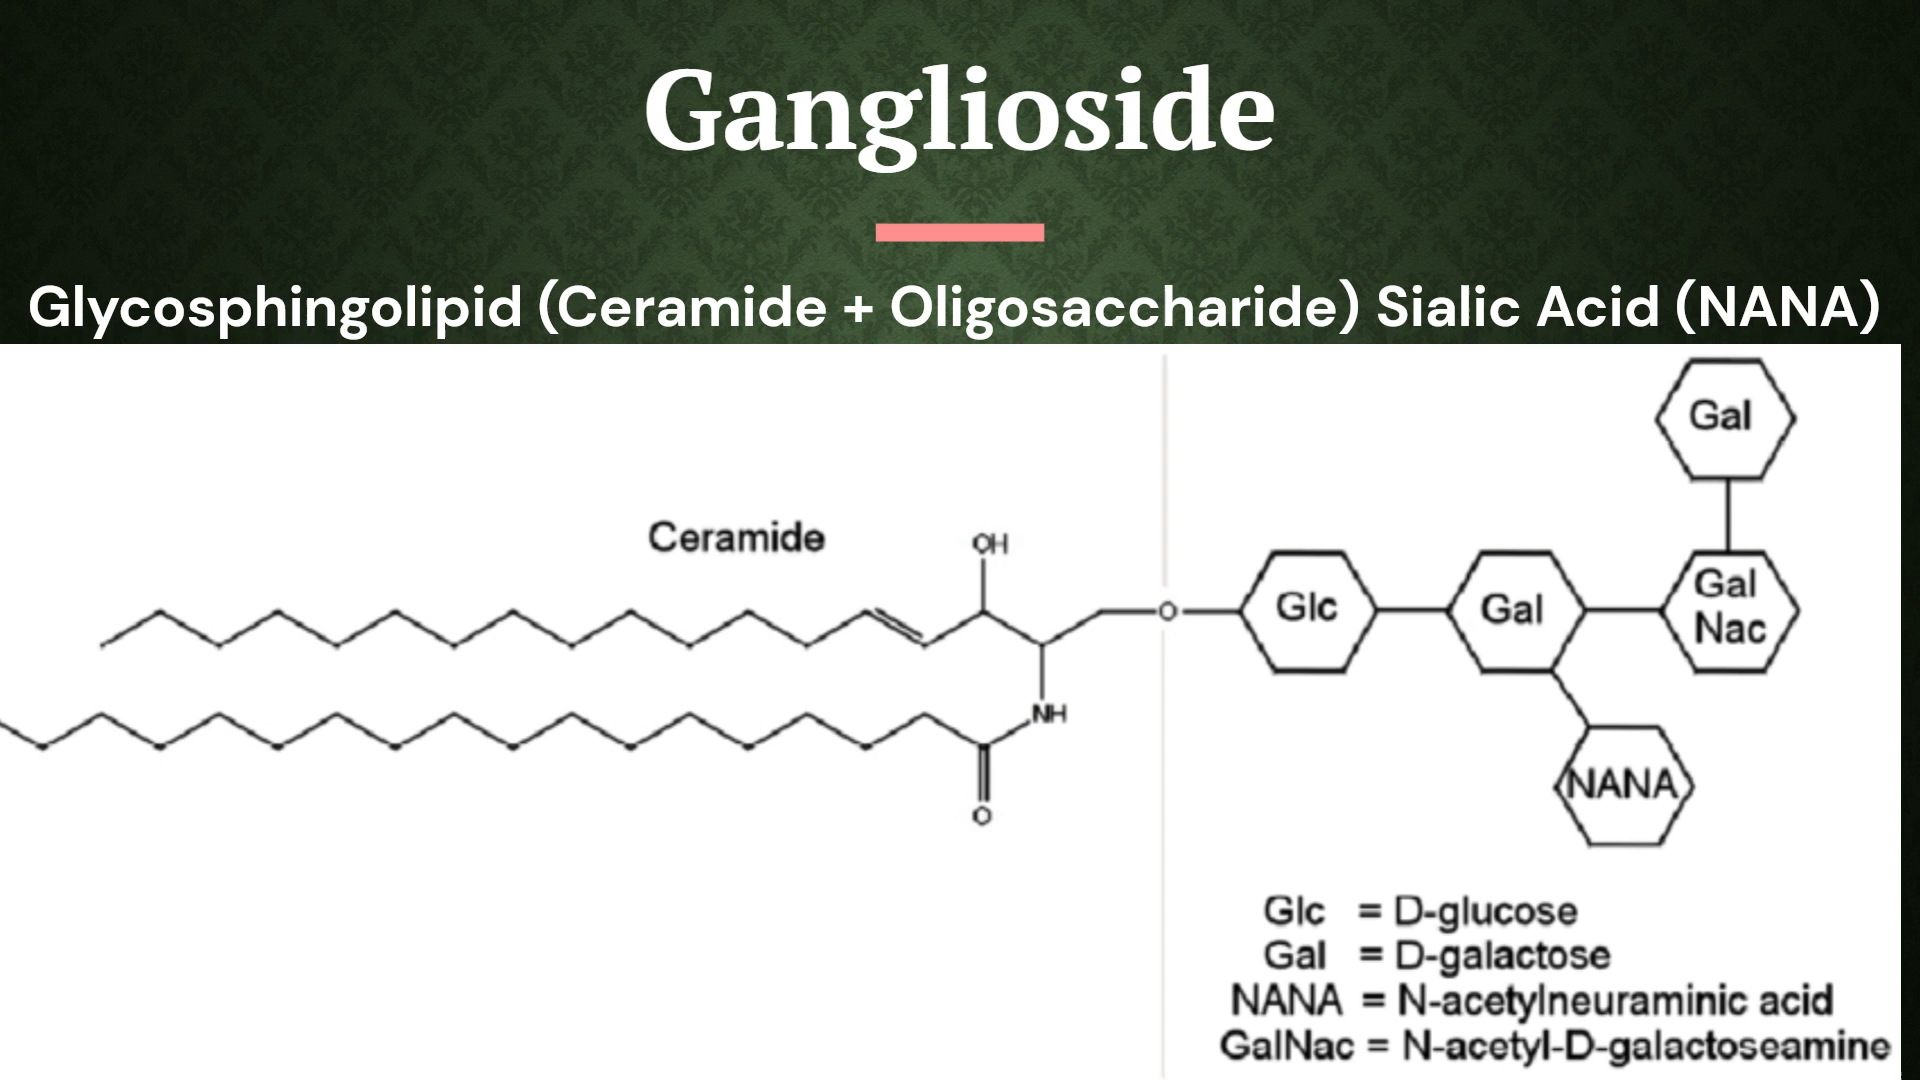 Ganglioside
Glycosphingolipid (Ceramide + Oligosaccharide) Sialic Acid (NANA)
Gal
Ceramide
OH
O
Glc
Gal
Gal
Nac
NH
NANA
O
Glc = D-glucose
Gal = D-galactose
NANA = N-acetylneuraminic acid
GalNac = N-acetyl-D-galactoseamine